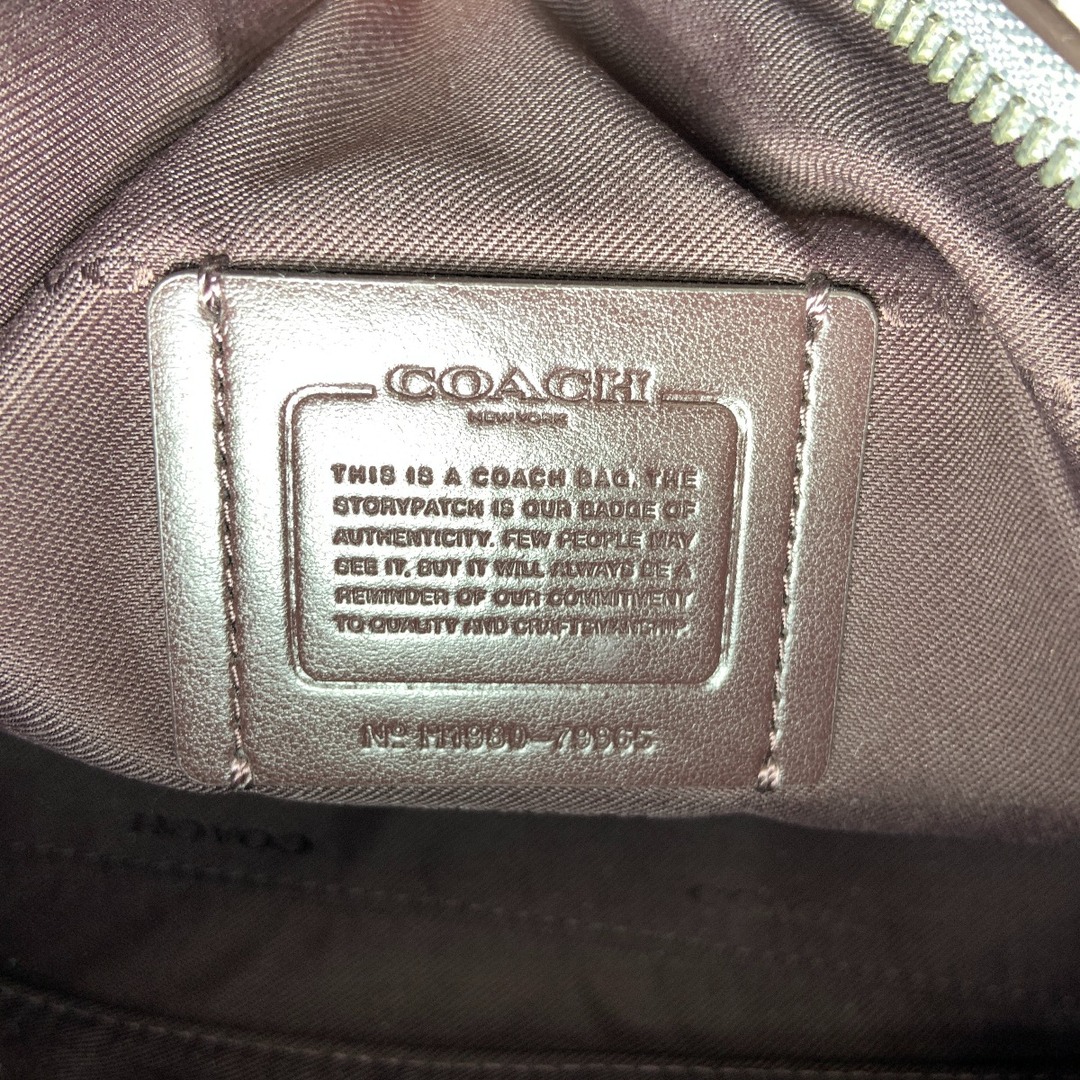 COACH
NEW YORK
THIS IS A COACH BAG. THE
STORYPATCH IS OUR BADGE OF
AUTHENTICITY. FEW PEOPLE MAY
SEE IT, BUT IT WILL ALWAYS BE A
REMINDER OF OUR COMMITMENT
TO QUALITY AND CRAFTSMANSHIP.
COACH